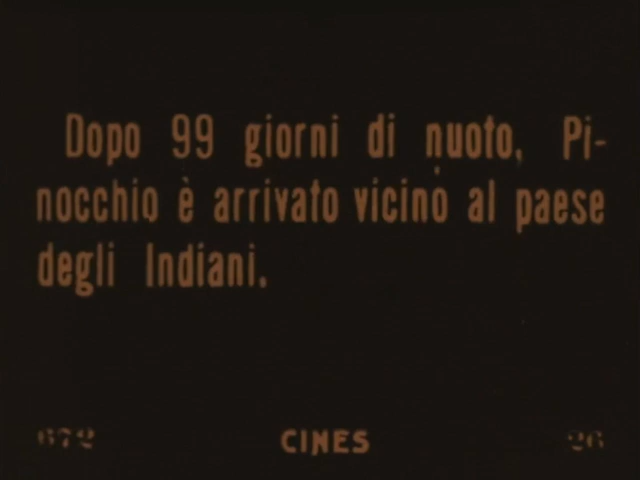 Dopo 99 giorni di nuoto, Pi-
nocchio è arrivato vicino al paese
degli Indiani.
672 CINES 26